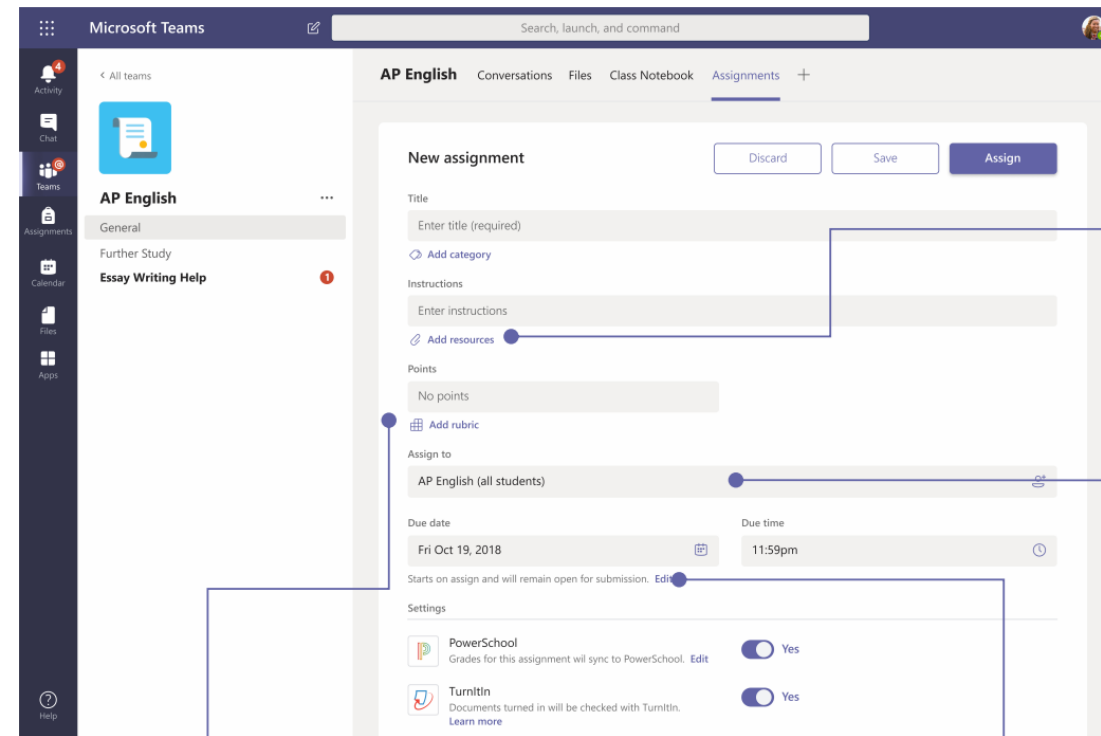 Microsoft Teams
Search, launch, and command
4
Activity
Chat
@
Teams
Assignments
Calendar
Files
Apps
Help
< All teams
AP English
...
General
Further Study
Essay Writing Help
1
AP English Conversations Files Class Notebook Assignments +
New assignment Discard Save Assign
Title
Enter title (required)
Add category
Instructions
Enter instructions
Add resources
Points
No points
Add rubric
Assign to
AP English (all students)
Due date Due time
Fri Oct 19, 2018 11:59pm
Starts on assign and will remain open for submission. Edit
Settings
PowerSchool
Grades for this assignment wil sync to PowerSchool. Edit
Yes
TurnItIn
Documents turned in will be checked with TurnItIn.
Learn more
Yes